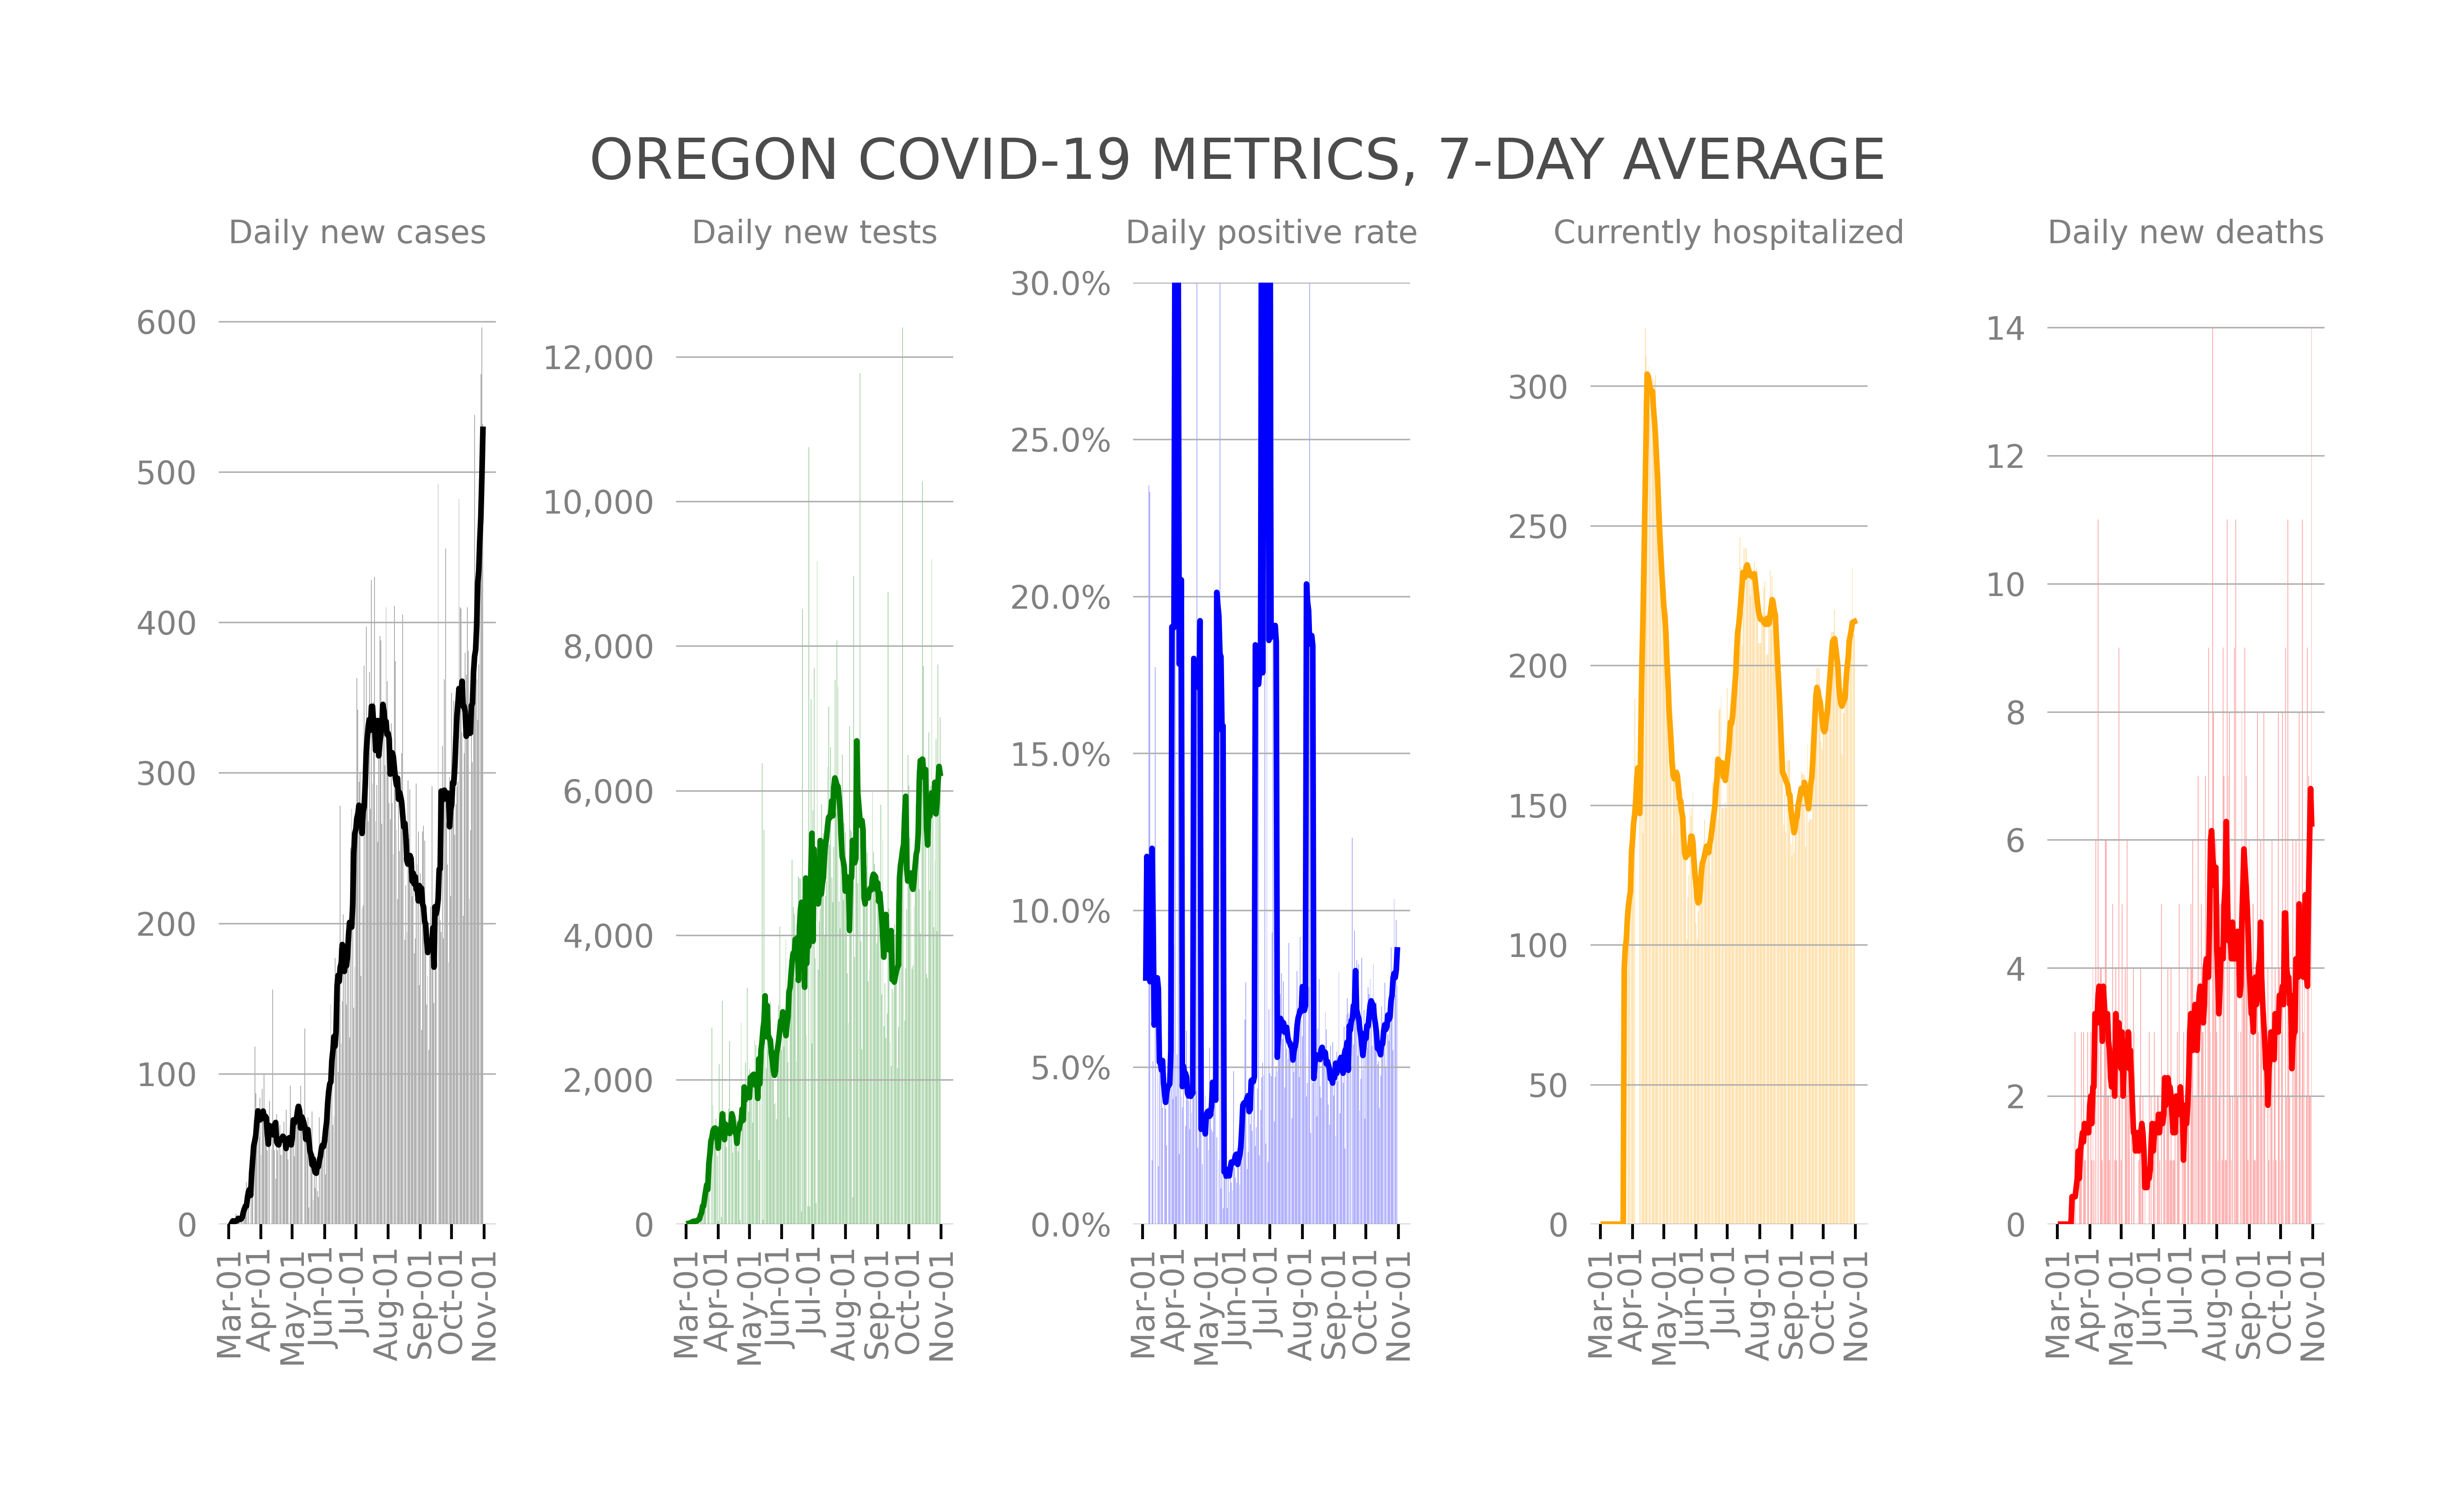 OREGON COVID-19 METRICS, 7-DAY AVERAGE
Daily new cases
600
500
400
300
200
100
0
Mar-01
Apr-01
May-01
Jun-01
Jul-01
Aug-01
Sep-01
Oct-01
Nov-01
Daily new tests
12,000
10,000
8,000
6,000
4,000
2,000
0
Mar-01
Apr-01
May-01
Jun-01
Jul-01
Aug-01
Sep-01
Oct-01
Nov-01
Daily positive rate
30.0%
25.0%
20.0%
15.0%
10.0%
5.0%
0.0%
Mar-01
Apr-01
May-01
Jun-01
Jul-01
Aug-01
Sep-01
Oct-01
Nov-01
Currently hospitalized
300
250
200
150
100
50
0
Mar-01
Apr-01
May-01
Jun-01
Jul-01
Aug-01
Sep-01
Oct-01
Nov-01
Daily new deaths
14
12
10
8
6
4
2
0
Mar-01
Apr-01
May-01
Jun-01
Jul-01
Aug-01
Sep-01
Oct-01
Nov-01